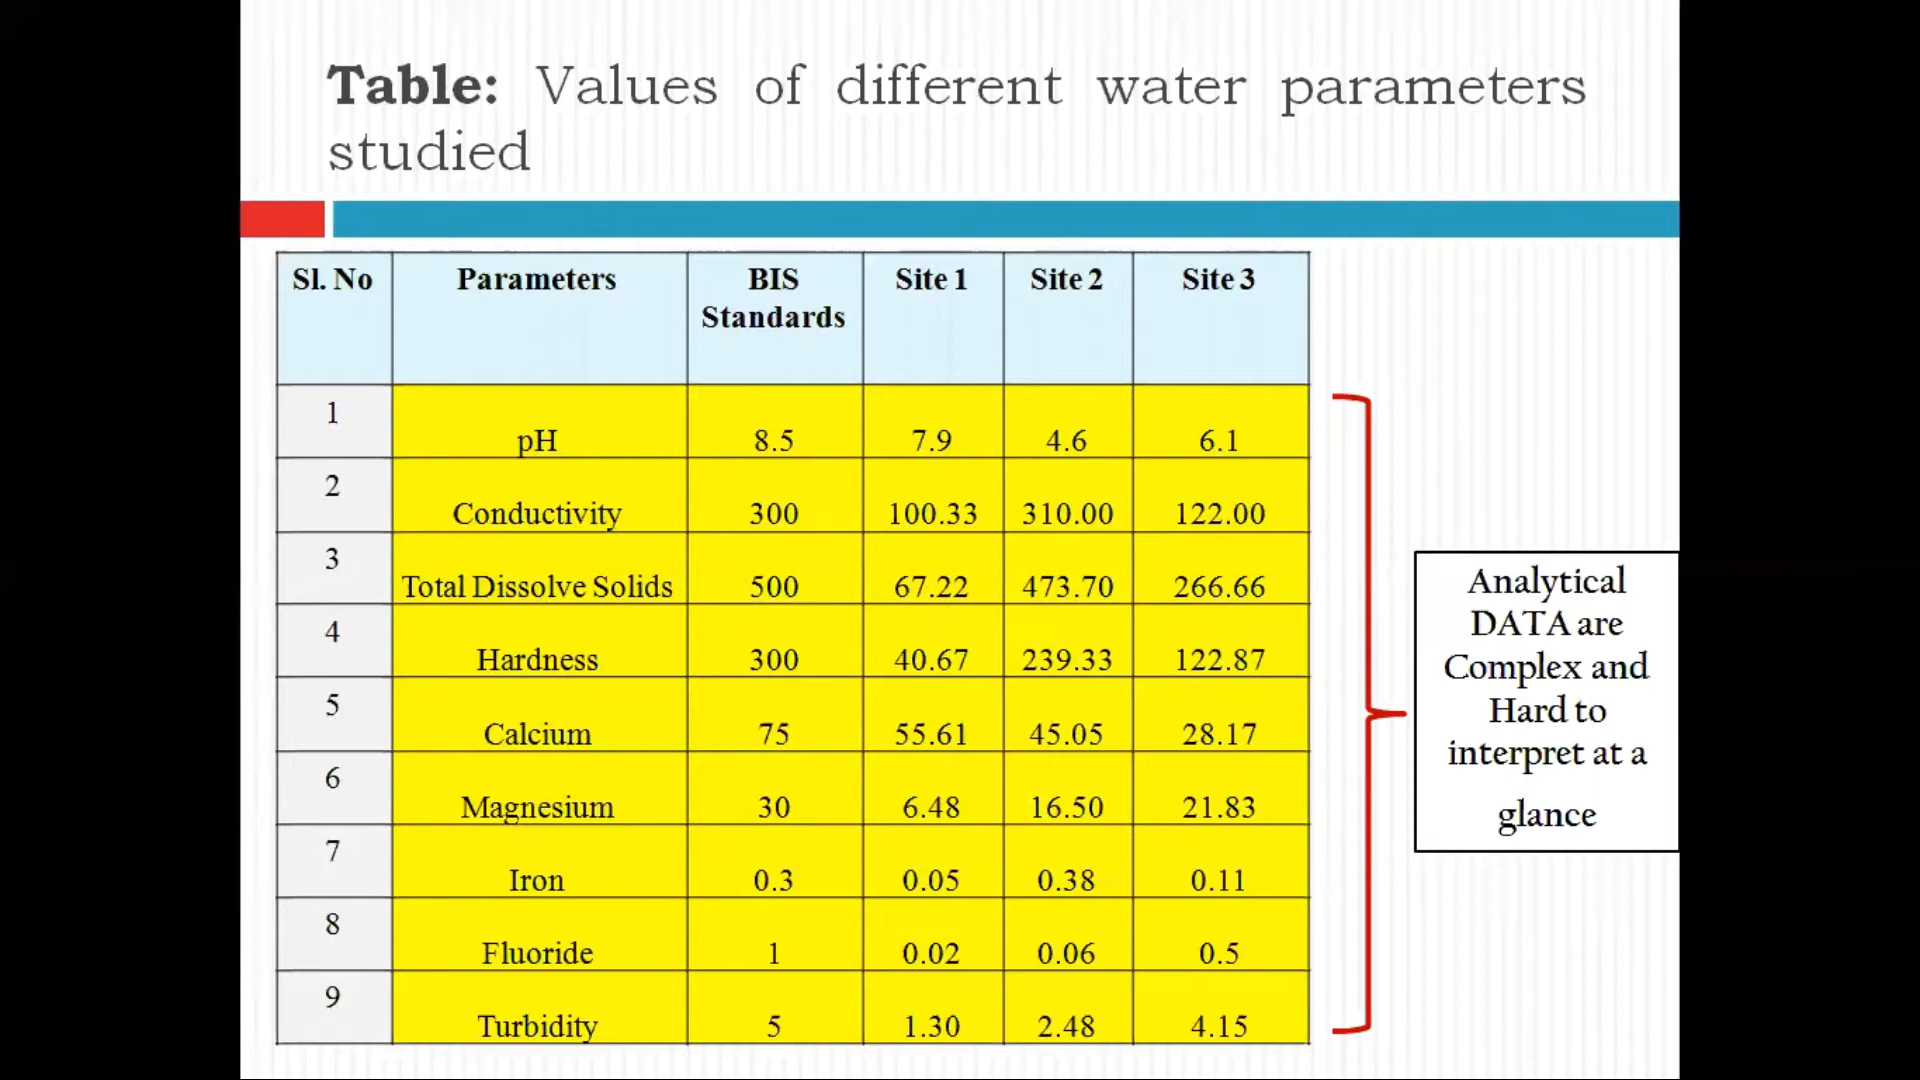 Table: Values of different water parameters
studied
Sl. No Parameters BIS Standards Site 1 Site 2 Site 3
1 pH 8.5 7.9 4.6 6.1
2 Conductivity 300 100.33 310.00 122.00
3 Total Dissolve Solids 500 67.22 473.70 266.66
4 Hardness 300 40.67 239.33 122.87
5 Calcium 75 55.61 45.05 28.17
6 Magnesium 30 6.48 16.50 21.83
7 Iron 0.3 0.05 0.38 0.11
8 Fluoride 1 0.02 0.06 0.5
9 Turbidity 5 1.30 2.48 4.15
Analytical
DATA are
Complex and
Hard to
interpret at a
glance